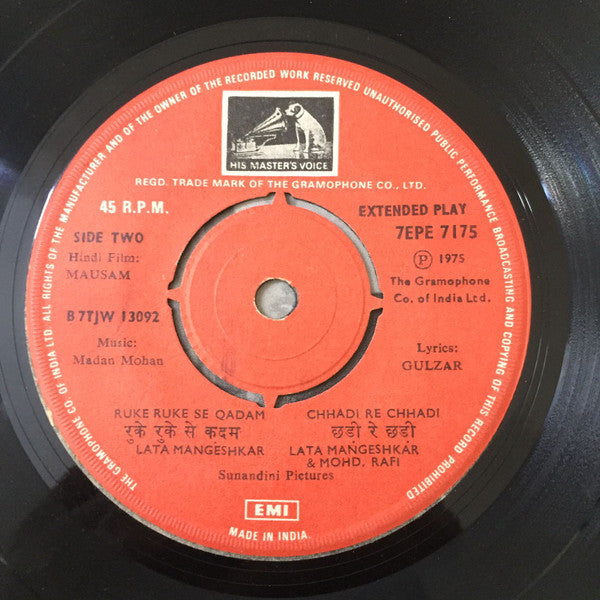 THE GRAMOPHONE CO. OF INDIA LTD. ALL RIGHTS OF THE MANUFACTURER AND OF THE OWNER OF THE RECORDED WORK RESERVED UNAUTHORISED PUBLIC PERFORMANCE BROADCASTING AND COPYING OF THIS RECORD PROHIBITED
HIS MASTER'S VOICE
REGD. TRADE MARK OF THE GRAMOPHONE CO., LTD.
45 R.P.M.
EXTENDED PLAY
SIDE TWO
7EPE 7175
Hindi Film:
MAUSAM
Ⓟ 1975
The Gramophone
Co. of India Ltd.
B7TJW 13092
Music:
Madan Mohan
Lyrics:
GULZAR
RUKE RUKE SE QADAM
रुके रुके से कदम
LATA MANGESHKAR
CHHADI RE CHHADI
छडी रे छडी
LATA MANGESHKAR
& MOHD. RAFI
Sunandini Pictures
EMI
MADE IN INDIA.